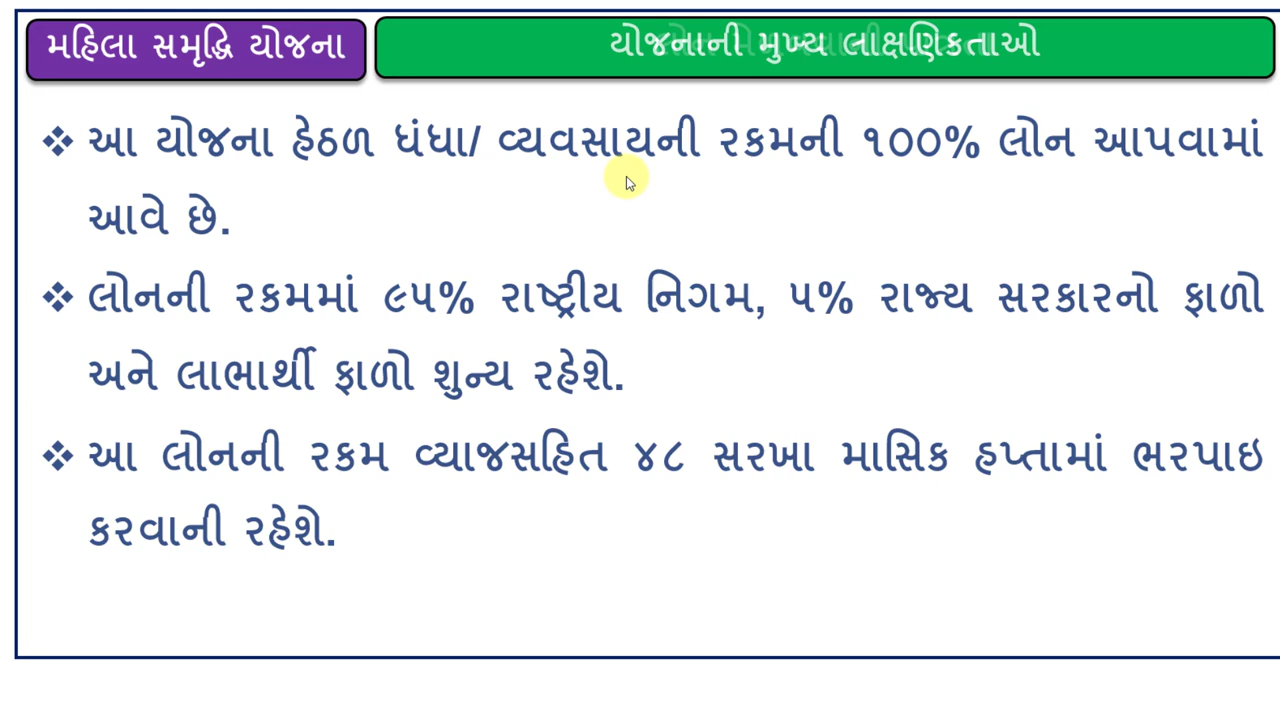 મહિલા સમૃદ્ધિ યોજના
યોજનાની મુખ્ય લાક્ષણિકતાઓ
❖ આ યોજના હેઠળ ધંધા/ વ્યવસાયની રકમની ૧૦૦% લોન આપવામાં
આવે છે.
❖ લોનની રકમમાં ૯૫% રાષ્ટ્રીય નિગમ, ૫% રાજ્ય સરકારનો ફાળો
અને લાભાર્થી ફાળો શુન્ય રહેશે.
❖ આ લોનની રકમ વ્યાજસહિત ૪૮ સરખા માસિક હપ્તામાં ભરપાઇ
કરવાની રહેશે.